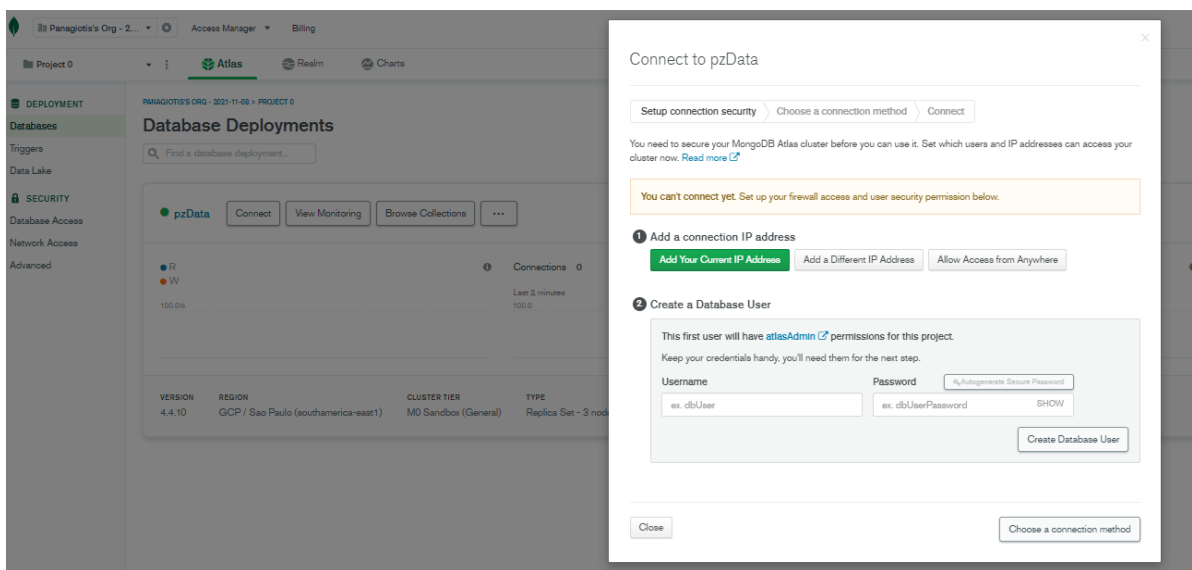 Panagiotis's Org - 2...
Access Manager
Billing
Project 0
Atlas
Realm
Charts
DEPLOYMENT
Databases
Triggers
Data Lake
SECURITY
Database Access
Network Access
Advanced
PANAGIOTIS'S ORG - 2021-11-08 > PROJECT 0
Database Deployments
Find a database deployment...
pzData
Connect
View Monitoring
Browse Collections
...
R
W
100.0/s
Connections 0
Last 2 minutes
100.0
VERSION
4.4.10
REGION
GCP / Sao Paulo (southamerica-east1)
CLUSTER TIER
M0 Sandbox (General)
TYPE
Replica Set - 3 nod
Connect to pzData
Setup connection security
Choose a connection method
Connect
You need to secure your MongoDB Atlas cluster before you can use it. Set which users and IP addresses can access your
cluster now. Read more
You can't connect yet. Set up your firewall access and user security permission below.
1 Add a connection IP address
Add Your Current IP Address
Add a Different IP Address
Allow Access from Anywhere
2 Create a Database User
This first user will have atlasAdmin permissions for this project.
Keep your credentials handy, you'll need them for the next step.
Username
Password
Autogenerate Secure Password
ex. dbUser
ex. dbUserPassword
SHOW
Create Database User
Close
Choose a connection method